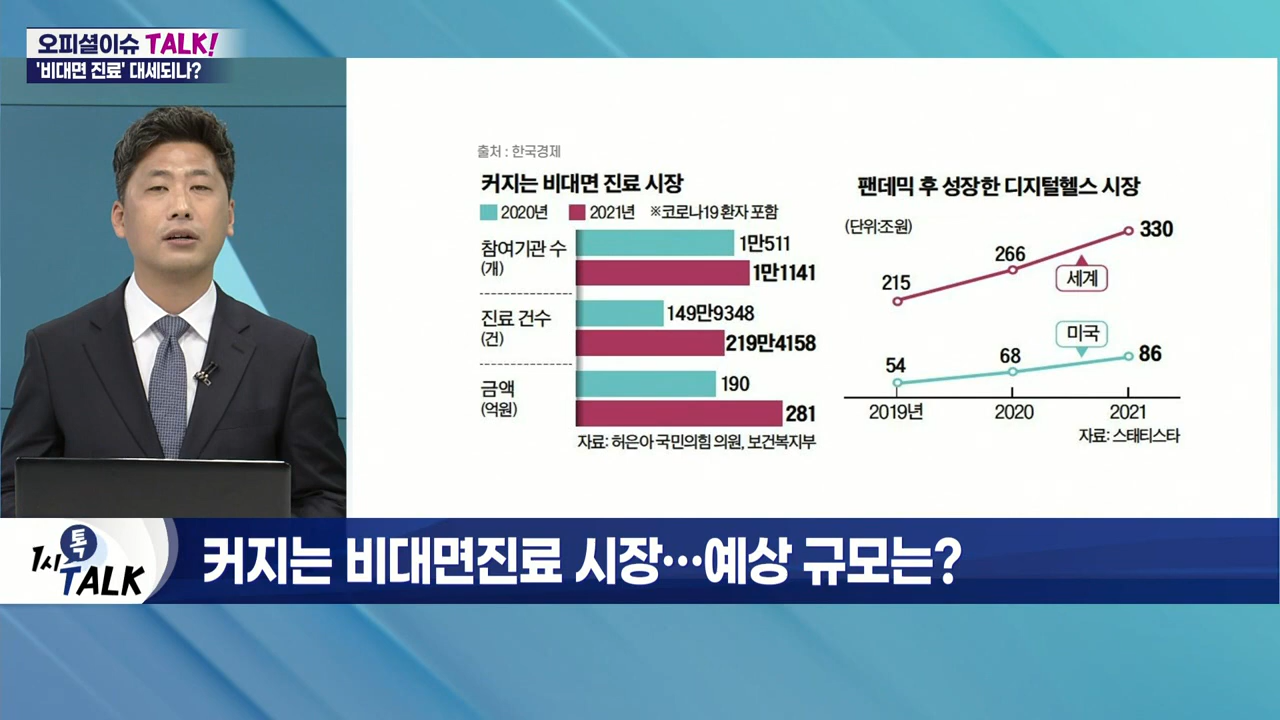 오피셜이슈 TALK!
'비대면 진료' 대세되나?
출처 : 한국경제
커지는 비대면 진료 시장
2020년 2021년 ※코로나19 환자 포함
참여기관 수
(개)
1만511
1만1141
진료 건수
(건)
149만9348
219만4158
금액
(억원)
190
281
자료: 허은아 국민의힘 의원, 보건복지부
팬데믹 후 성장한 디지털헬스 시장
(단위:조원)
215
266
330
세계
미국
54
68
86
2019년 2020 2021
자료: 스태티스타
1시 톡
TALK
커지는 비대면진료 시장…예상 규모는?